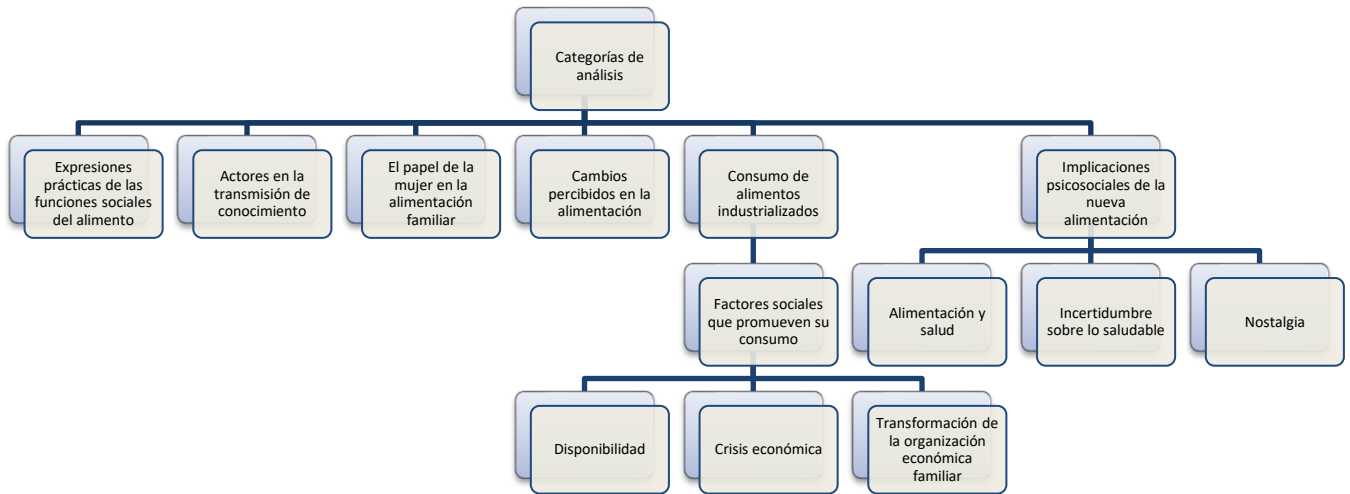 Categorías de
análisis
Expresiones
prácticas de las
funciones sociales
del alimento
Actores en la
transmisión de
conocimiento
El papel de la
mujer en la
alimentación
familiar
Cambios
percibidos en la
alimentación
Consumo de
alimentos
industrializados
Implicaciones
psicosociales de la
nueva
alimentación
Factores sociales
que promueven su
consumo
Alimentación y
salud
Incertidumbre
sobre lo saludable
Nostalgia
Disponibilidad
Crisis económica
Transformación de
la organización
económica
familiar